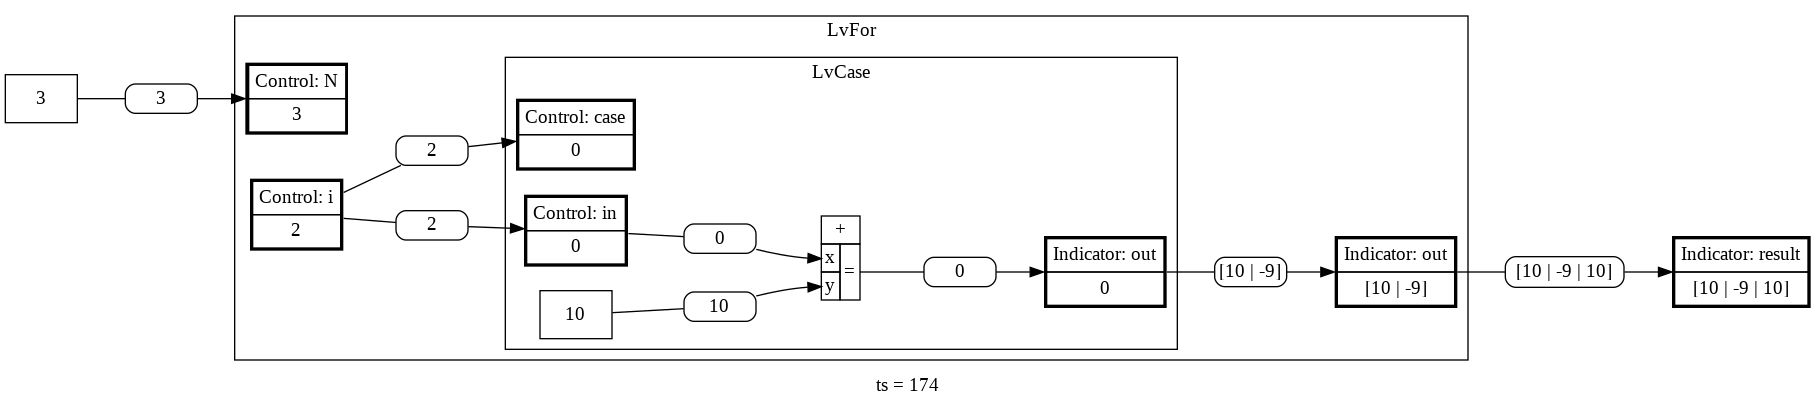 LvFor
LvCase
3
3
Control: N
3
2
Control: case
0
Control: i
2
2
Control: in
0
0
10
10
+
x
y
=
0
Indicator: out
0
[10 | -9]
Indicator: out
[10 | -9]
[10 | -9 | 10]
Indicator: result
[10 | -9 | 10]
ts = 174